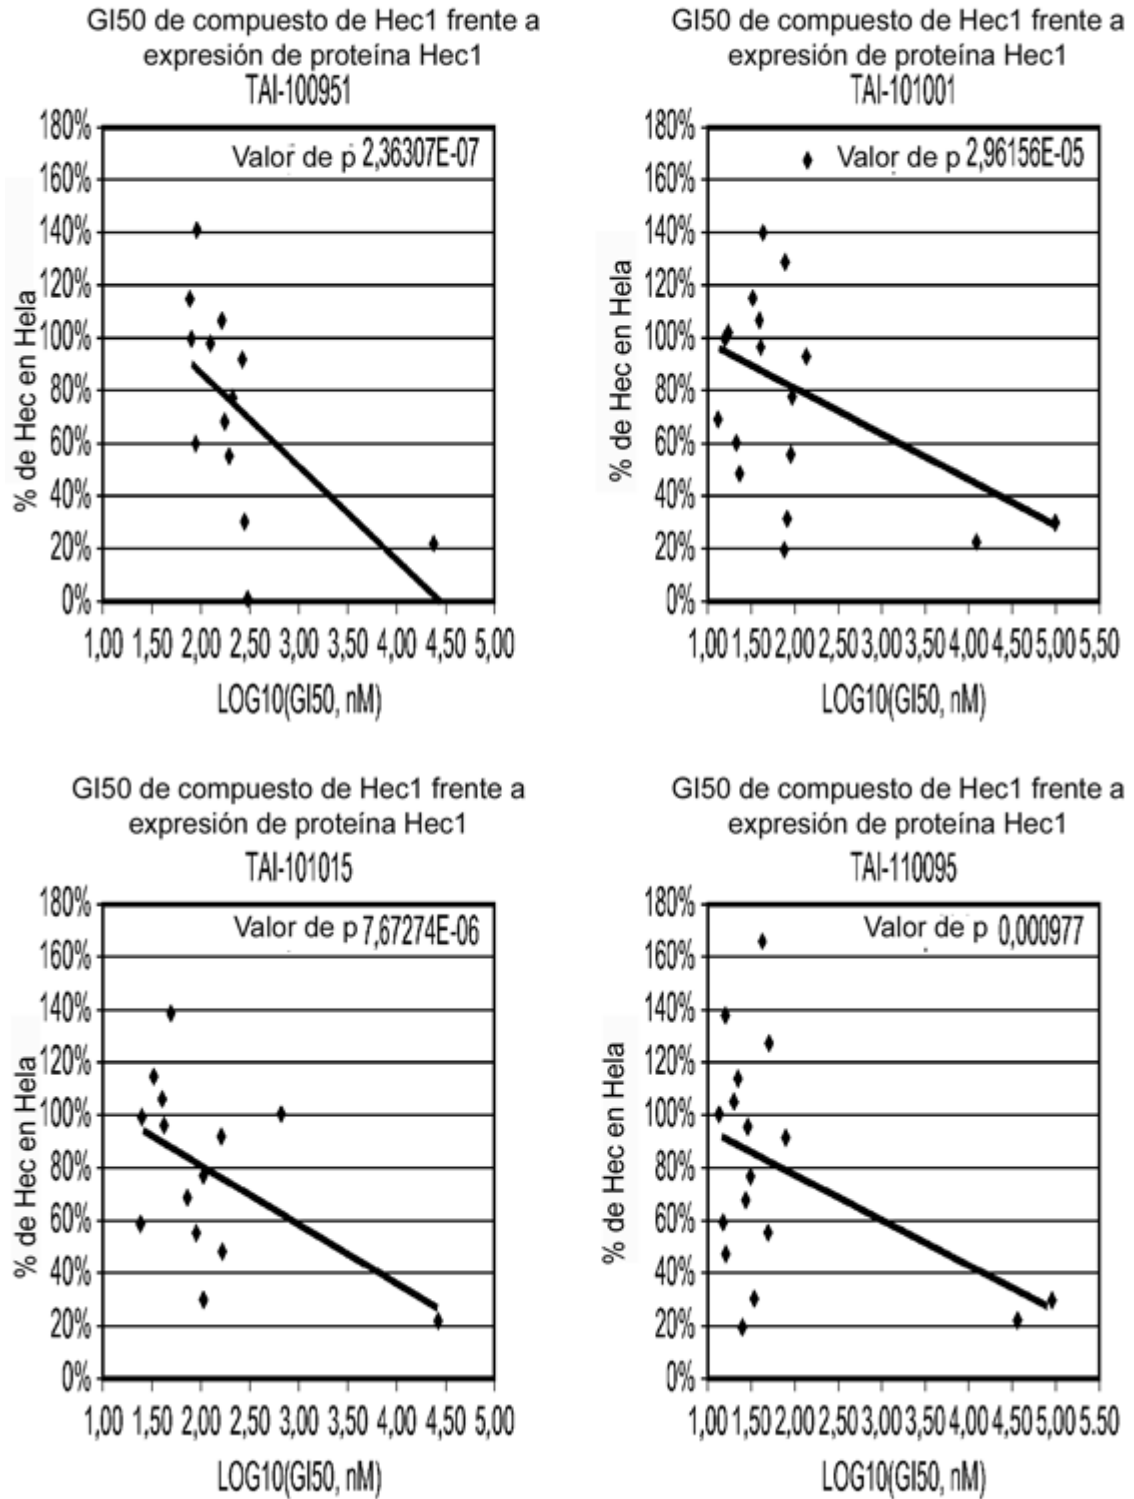 GI50 de compuesto de Hec1 frente a
expresión de proteína Hec1
TAI-100951
180%
160%
140%
120%
100%
80%
60%
40%
20%
0%
Valor de p 2,36307E-07
% de Hec en Hela
1,00 1,50 2,00 2,50 3,00 3,50 4,00 4,50 5,00
LOG10(GI50, nM)
GI50 de compuesto de Hec1 frente a
expresión de proteína Hec1
TAI-101001
180%
160%
140%
120%
100%
80%
60%
40%
20%
0%
Valor de p 2,96156E-05
% de Hec en Hela
1,00 1,50 2,00 2,50 3,00 3,50 4,00 4,50 5,00 5,50
LOG10(GI50, nM)
GI50 de compuesto de Hec1 frente a
expresión de proteína Hec1
TAI-101015
180%
160%
140%
120%
100%
80%
60%
40%
20%
0%
Valor de p 7,67274E-06
% de Hec en Hela
1,00 1,50 2,00 2,50 3,00 3,50 4,00 4,50 5,00
LOG10(GI50, nM)
GI50 de compuesto de Hec1 frente a
expresión de proteína Hec1
TAI-110095
180%
160%
140%
120%
100%
80%
60%
40%
20%
0%
Valor de p 0,000977
% de Hec en Hela
1,00 1,50 2,00 2,50 3,00 3,50 4,00 4,50 5,00 5.50
LOG10(GI50, nM)